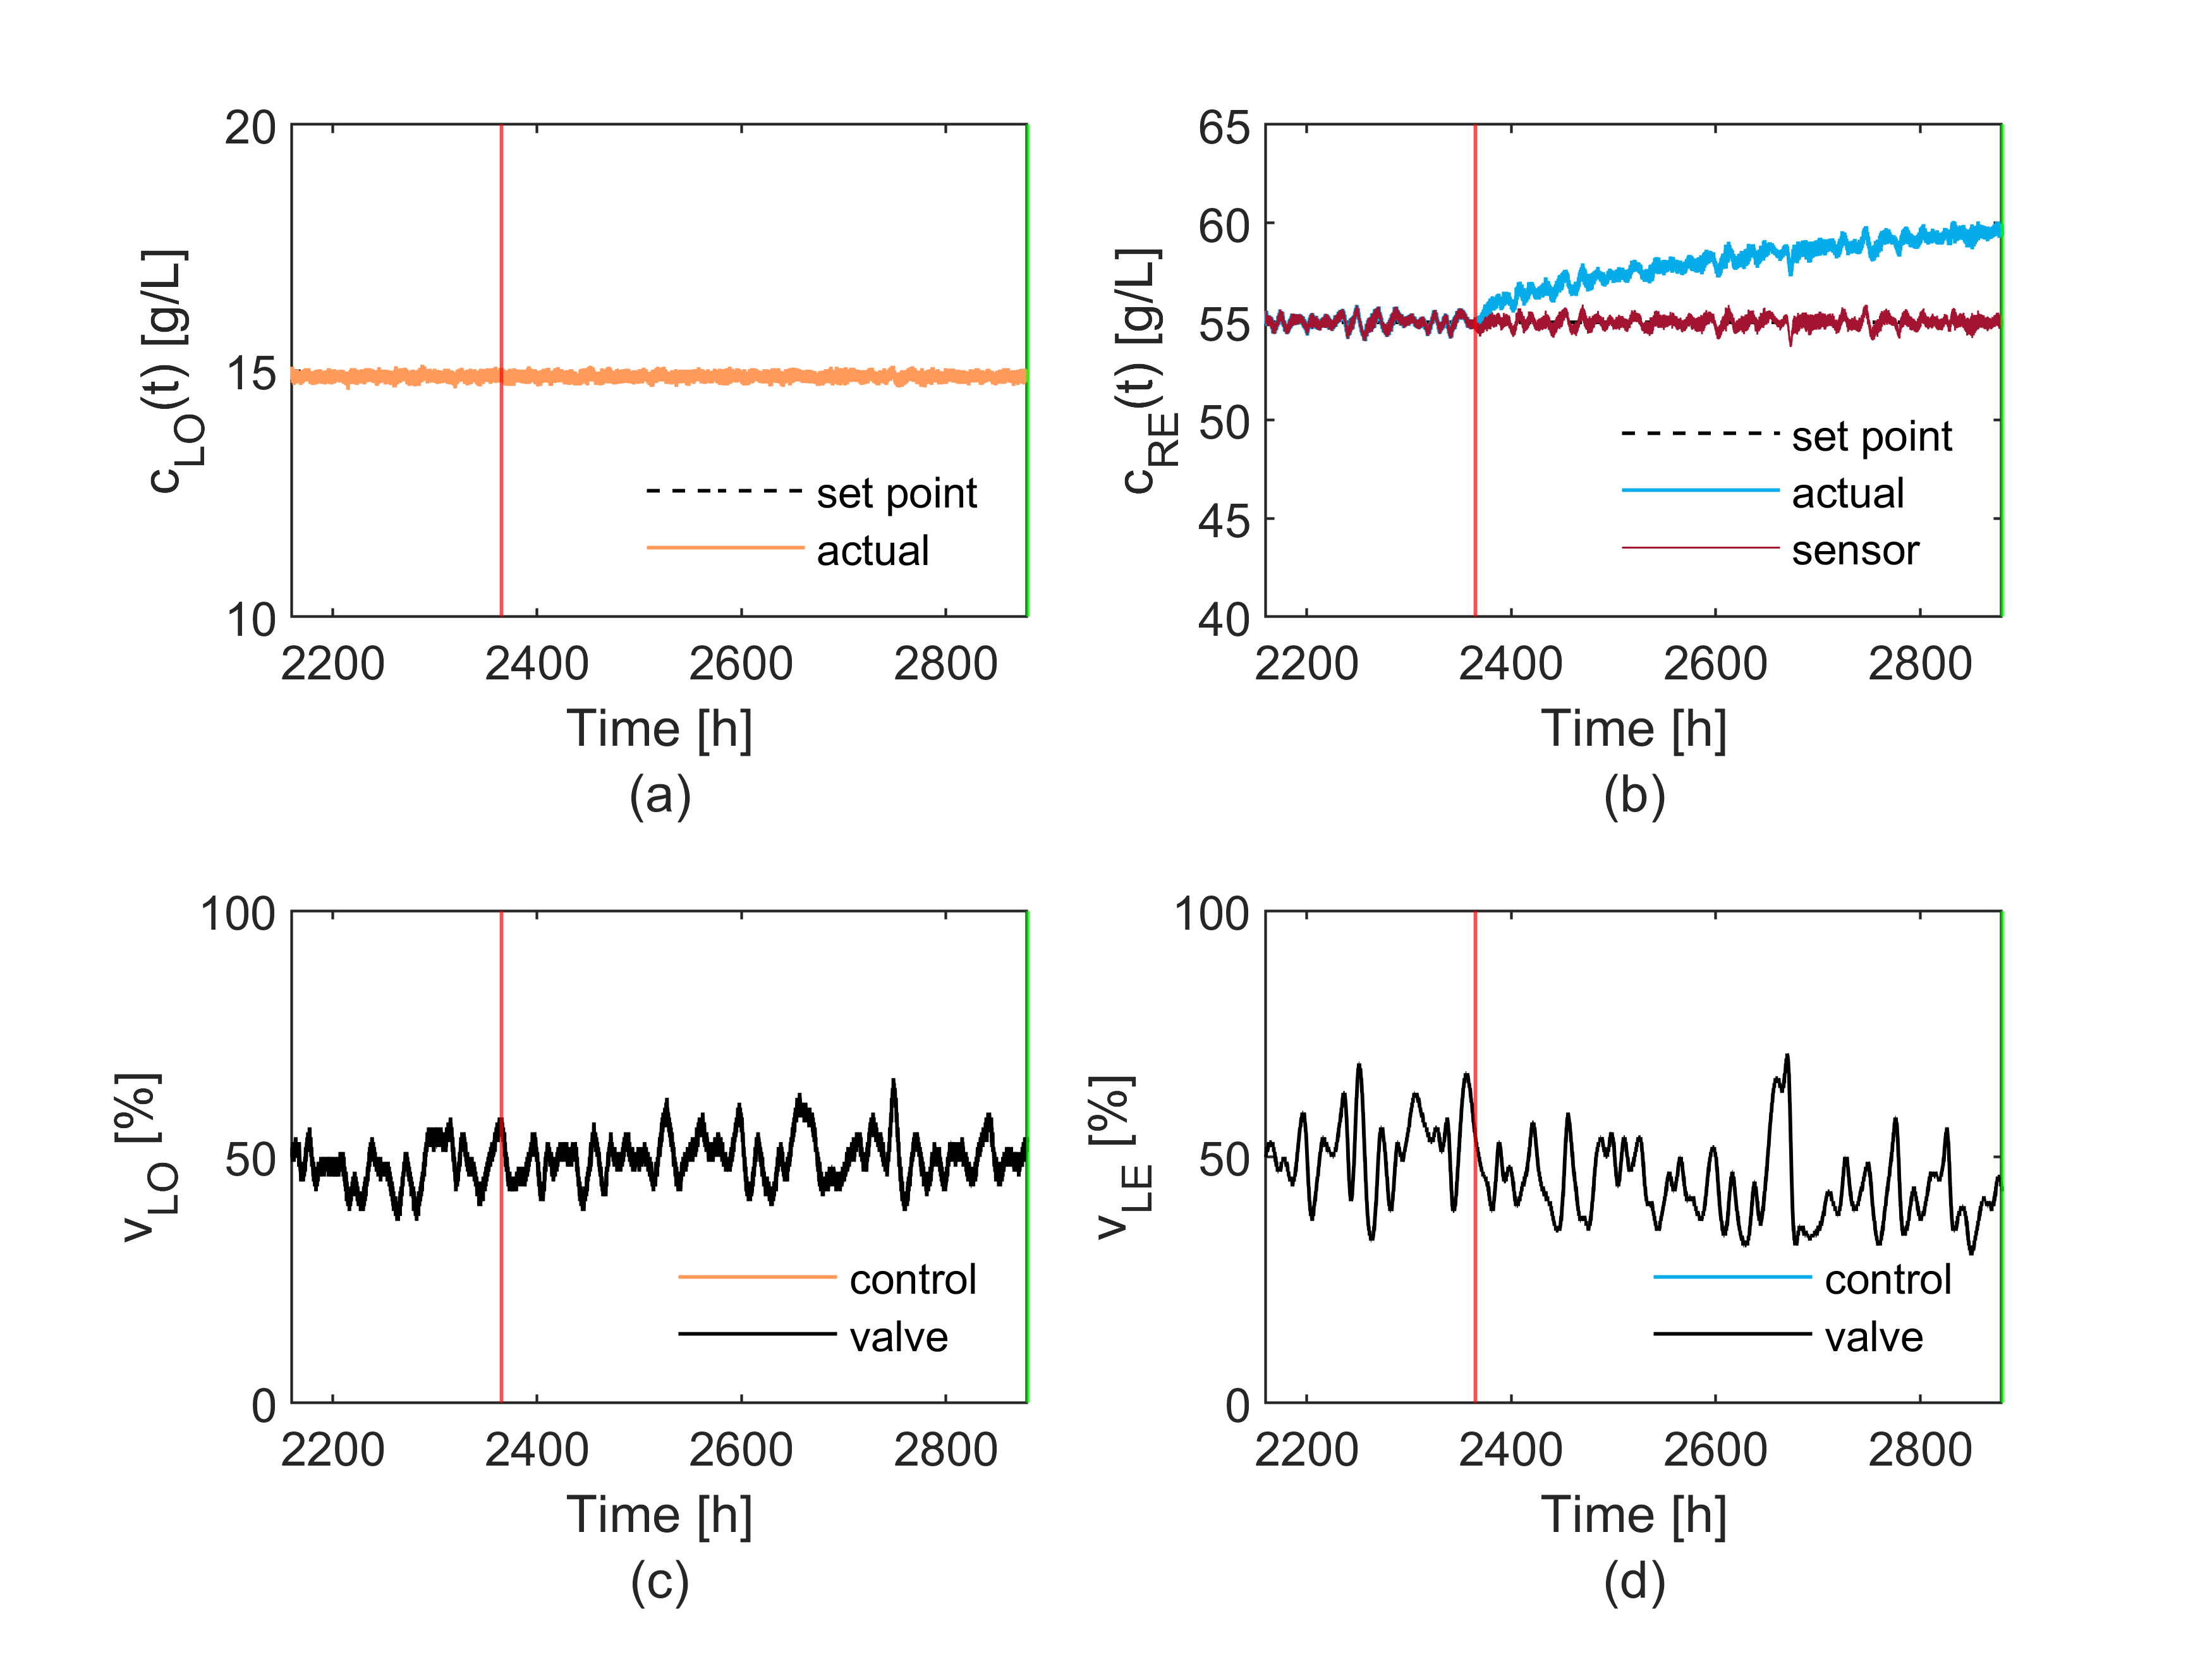 20
15
10
c_LO(t) [g/L]
set point
actual
2200 2400 2600 2800
Time [h]
(a)
65
60
55
50
45
40
c_RE(t) [g/L]
set point
actual
sensor
2200 2400 2600 2800
Time [h]
(b)
100
50
0
v_LO [%]
control
valve
2200 2400 2600 2800
Time [h]
(c)
100
50
0
v_LE [%]
control
valve
2200 2400 2600 2800
Time [h]
(d)